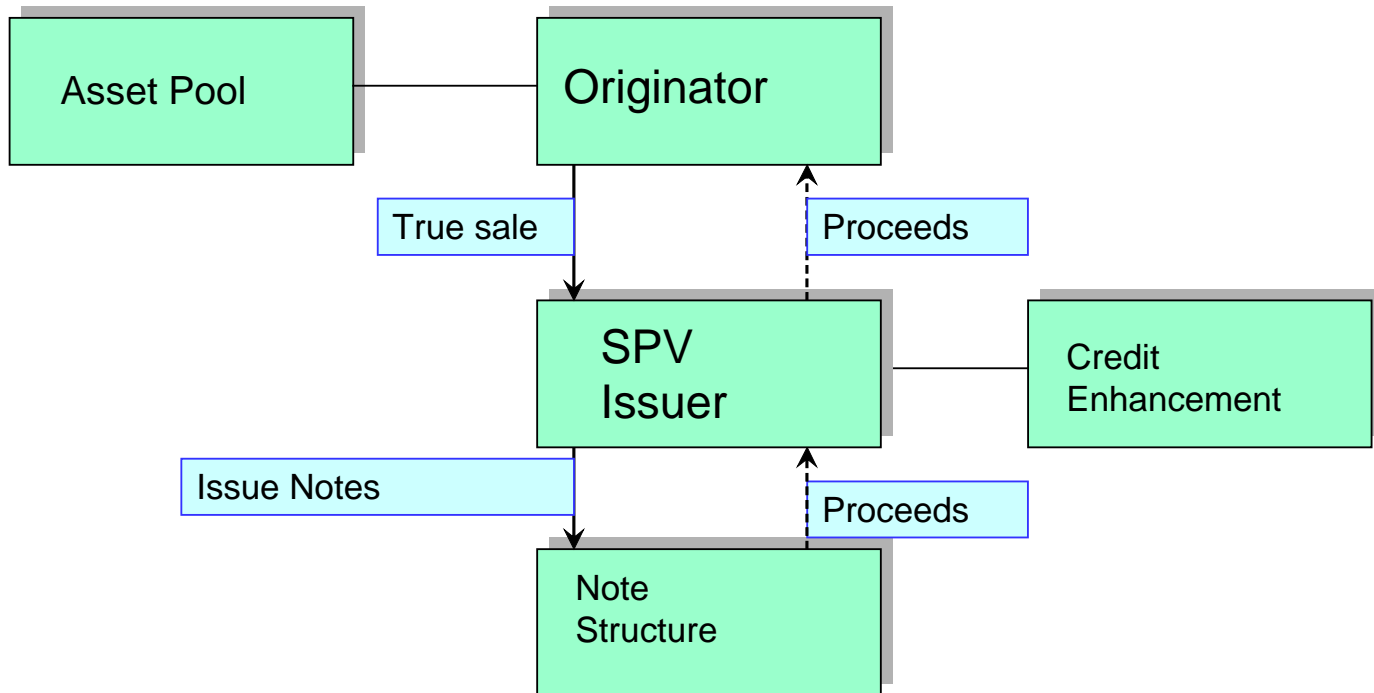 Asset Pool
Originator
True sale
Proceeds
SPV
Issuer
Credit
Enhancement
Issue Notes
Proceeds
Note
Structure